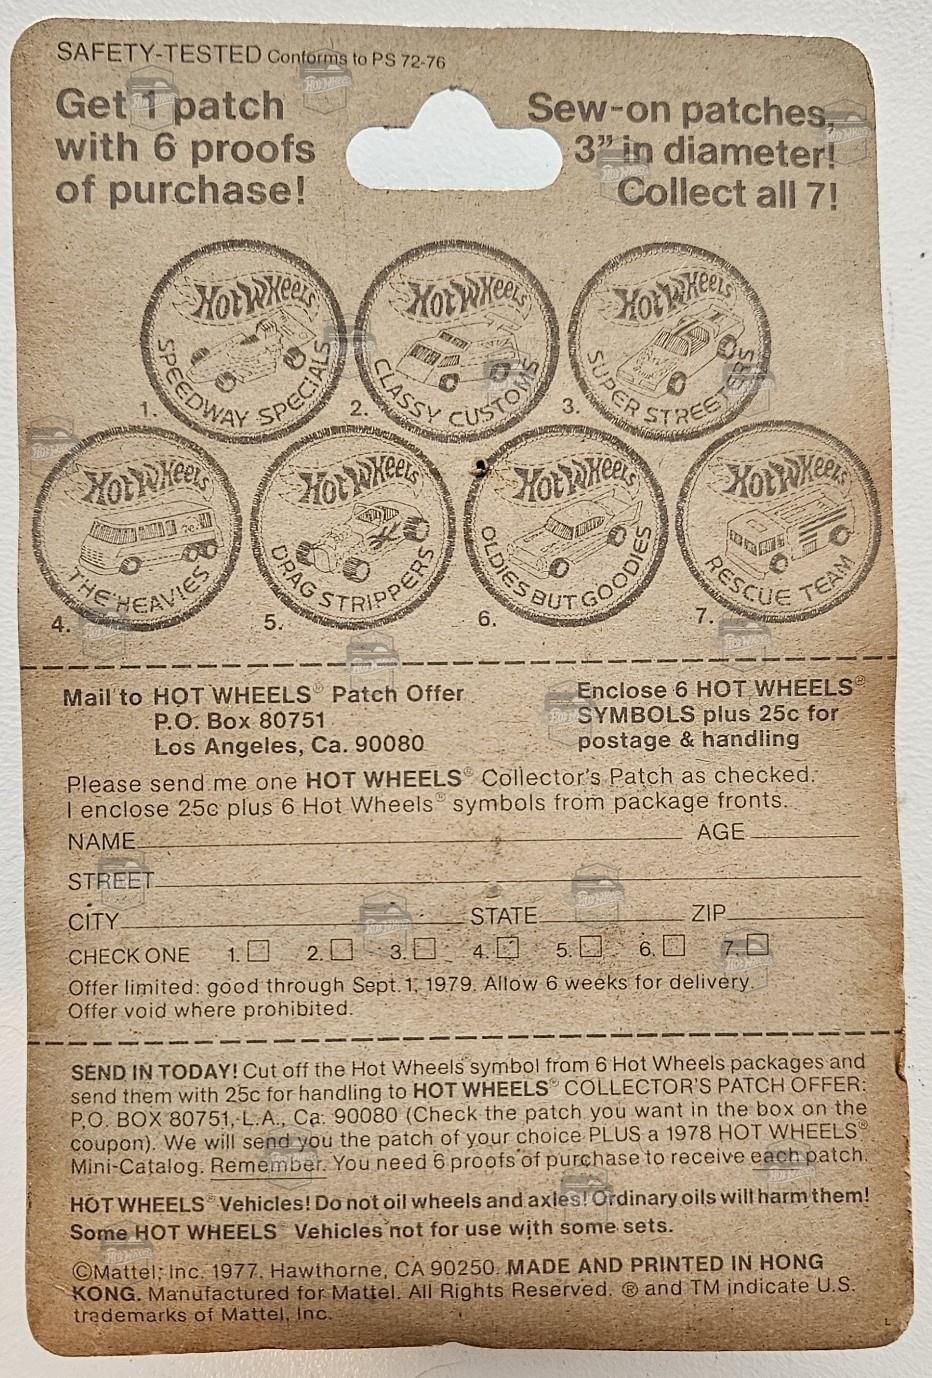 SAFETY-TESTED Conforms to PS 72-76
Get 1 patch
with 6 proofs
of purchase!
Sew-on patches,
3" in diameter!
Collect all 7!
HOT WHEELS
SPEEDWAY SPECIALS
1.
HOT WHEELS
CLASSY CUSTOMS
2.
HOT WHEELS
SUPER STREETERS
3.
HOT WHEELS
THE HEAVIES
4.
HOT WHEELS
DRAG STRIPPERS
5.
HOT WHEELS
OLDIES BUT GOODIES
6.
HOT WHEELS
RESCUE TEAM
7.
Mail to HOT WHEELS® Patch Offer
P.O. Box 80751
Los Angeles, Ca. 90080
Enclose 6 HOT WHEELS®
SYMBOLS plus 25c for
postage & handling
Please send me one HOT WHEELS® Collector's Patch as checked.
I enclose 25c plus 6 Hot Wheels® symbols from package fronts.
NAME AGE
STREET
CITY STATE ZIP
CHECK ONE 1. 2. 3. 4. 5. 6. 7.
Offer limited: good through Sept. 1, 1979. Allow 6 weeks for delivery.
Offer void where prohibited.
SEND IN TODAY! Cut off the Hot Wheels symbol from 6 Hot Wheels packages and
send them with 25c for handling to HOT WHEELS® COLLECTOR'S PATCH OFFER:
P.O. BOX 80751, L.A., Ca. 90080 (Check the patch you want in the box on the
coupon). We will send you the patch of your choice PLUS a 1978 HOT WHEELS®
Mini-Catalog. Remember. You need 6 proofs of purchase to receive each patch.
HOT WHEELS® Vehicles! Do not oil wheels and axles! Ordinary oils will harm them!
Some HOT WHEELS Vehicles not for use with some sets.
©Mattel, Inc. 1977. Hawthorne, CA 90250. MADE AND PRINTED IN HONG
KONG. Manufactured for Mattel. All Rights Reserved. ® and TM indicate U.S.
trademarks of Mattel, Inc.
L